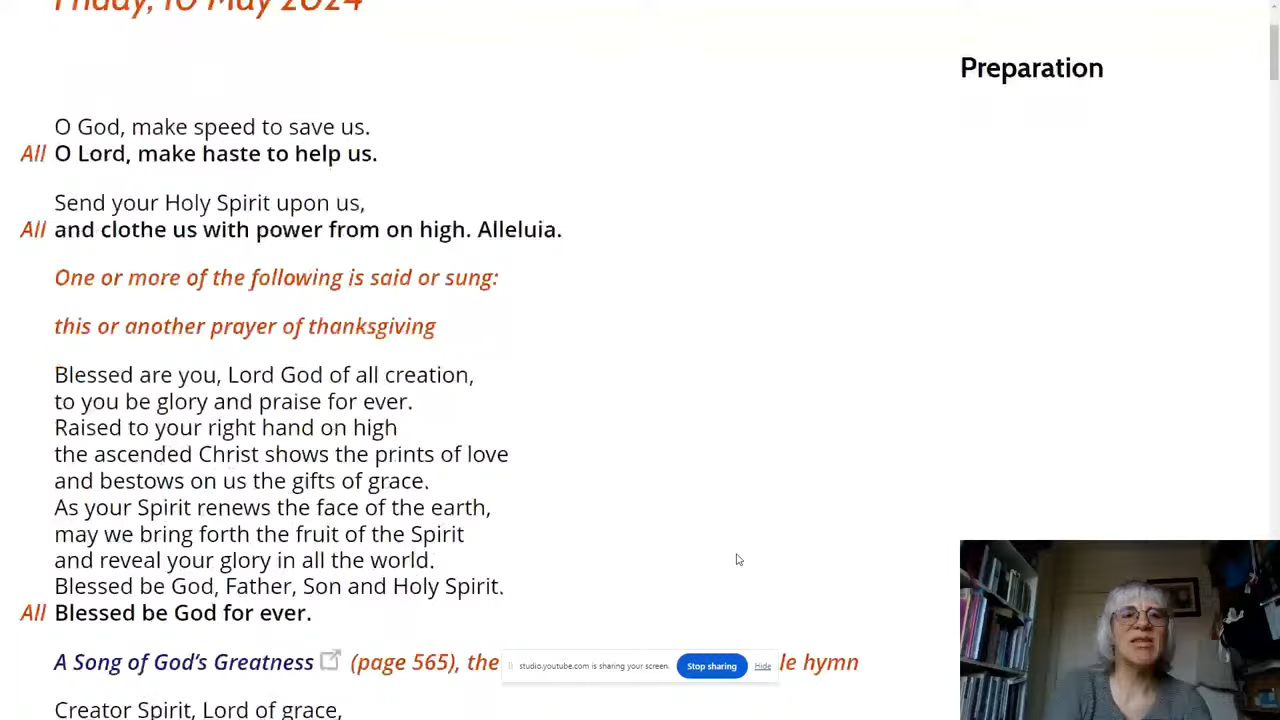 Friday, 10 May 2024
Preparation
O God, make speed to save us.
All O Lord, make haste to help us.
Send your Holy Spirit upon us,
All and clothe us with power from on high. Alleluia.
One or more of the following is said or sung:
this or another prayer of thanksgiving
Blessed are you, Lord God of all creation,
to you be glory and praise for ever.
Raised to your right hand on high
the ascended Christ shows the prints of love
and bestows on us the gifts of grace.
As your Spirit renews the face of the earth,
may we bring forth the fruit of the Spirit
and reveal your glory in all the world.
Blessed be God, Father, Son and Holy Spirit.
All Blessed be God for ever.
A Song of God's Greatness (page 565), the le hymn
studio.youtube.com is sharing your screen. Stop sharing Hide
Creator Spirit, Lord of grace,